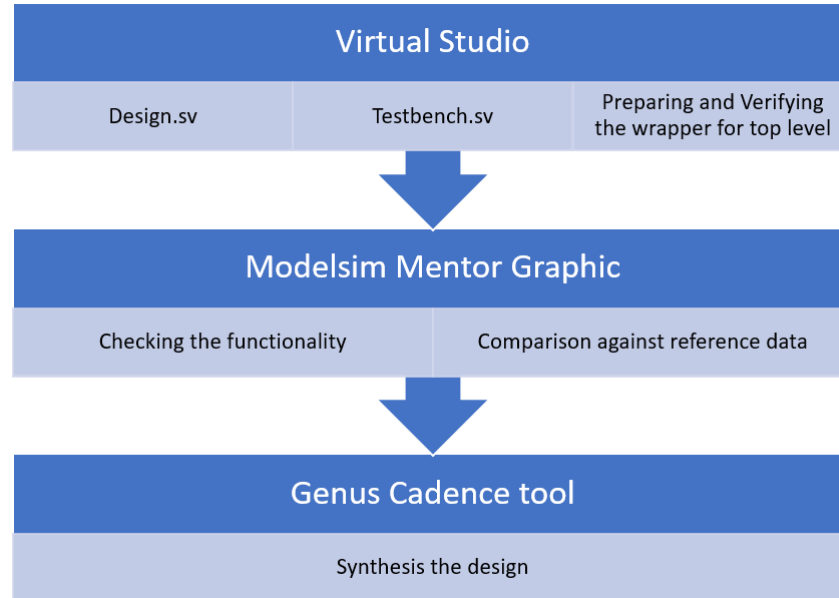 Virtual Studio
Design.sv
Testbench.sv
Preparing and Verifying
the wrapper for top level
Modelsim Mentor Graphic
Checking the functionality
Comparison against reference data
Genus Cadence tool
Synthesis the design